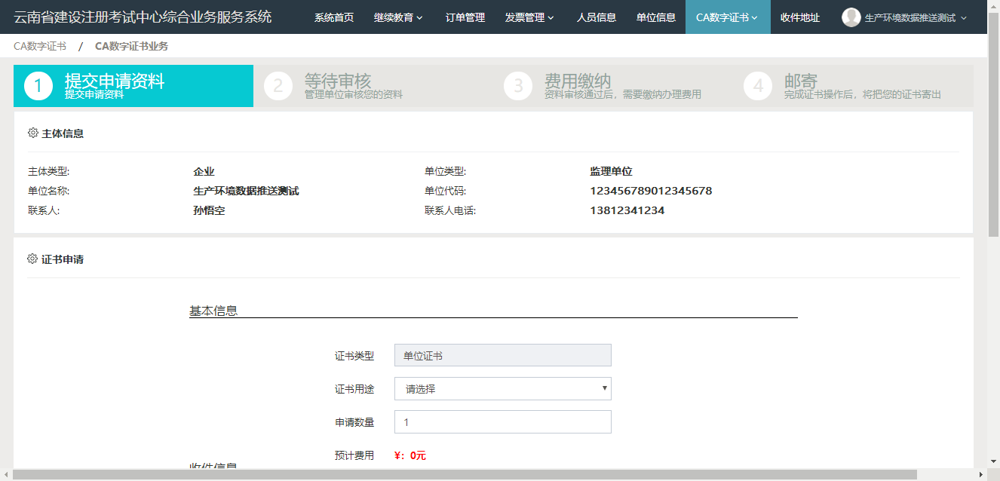 云南省建设注册考试中心综合业务服务系统 系统首页 继续教育 订单管理 发票管理 人员信息 单位信息 CA数字证书 收件地址 生产环境数据推送测试
CA数字证书 / CA数字证书业务
1 提交申请资料 2 等待审核 3 费用缴纳 4 邮寄
提交申请资料 管理单位审核您的资料 资料审核通过后，需要缴纳办理费用 完成证书操作后，将把您的证书寄出
主体信息
主体类型: 企业 单位类型: 监理单位
单位名称: 生产环境数据推送测试 单位代码: 123456789012345678
联系人: 孙悟空 联系人电话: 13812341234
证书申请
基本信息
证书类型 单位证书
证书用途 请选择
申请数量 1
预计费用 ¥：0元
收件信息